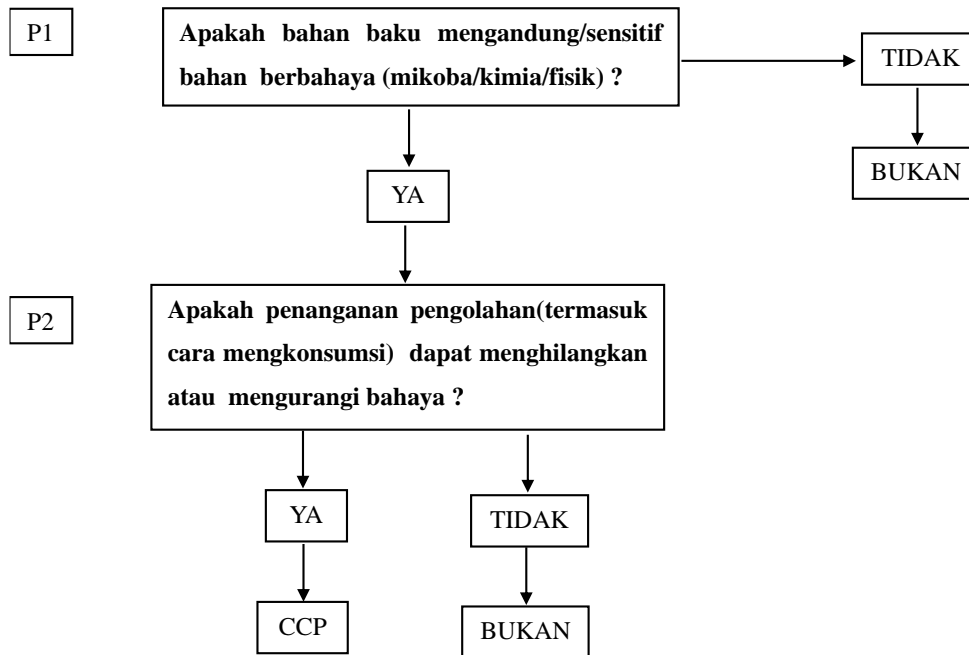 P1
Apakah bahan baku mengandung/sensitif
bahan berbahaya (mikoba/kimia/fisik) ?
TIDAK
BUKAN
YA
P2
Apakah penanganan pengolahan(termasuk
cara mengkonsumsi) dapat menghilangkan
atau mengurangi bahaya ?
YA
TIDAK
CCP
BUKAN